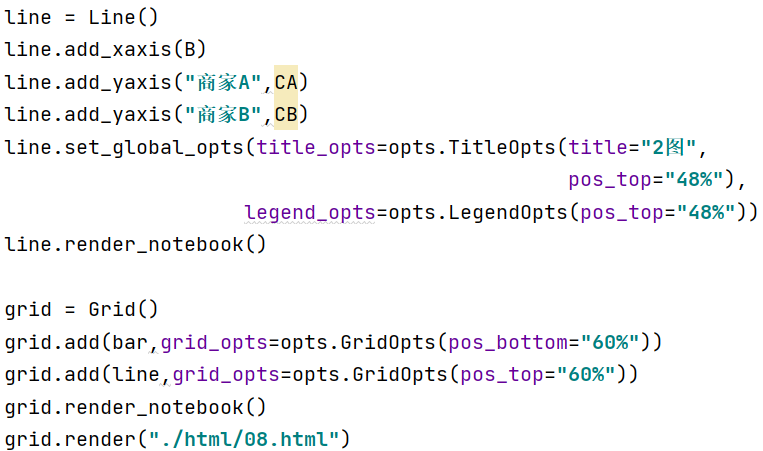 line = Line()
line.add_xaxis(B)
line.add_yaxis("商家A",CA)
line.add_yaxis("商家B",CB)
line.set_global_opts(title_opts=opts.TitleOpts(title="2图",
pos_top="48%"),
legend_opts=opts.LegendOpts(pos_top="48%"))
line.render_notebook()
grid = Grid()
grid.add(bar,grid_opts=opts.GridOpts(pos_bottom="60%"))
grid.add(line,grid_opts=opts.GridOpts(pos_top="60%"))
grid.render_notebook()
grid.render("./html/08.html")